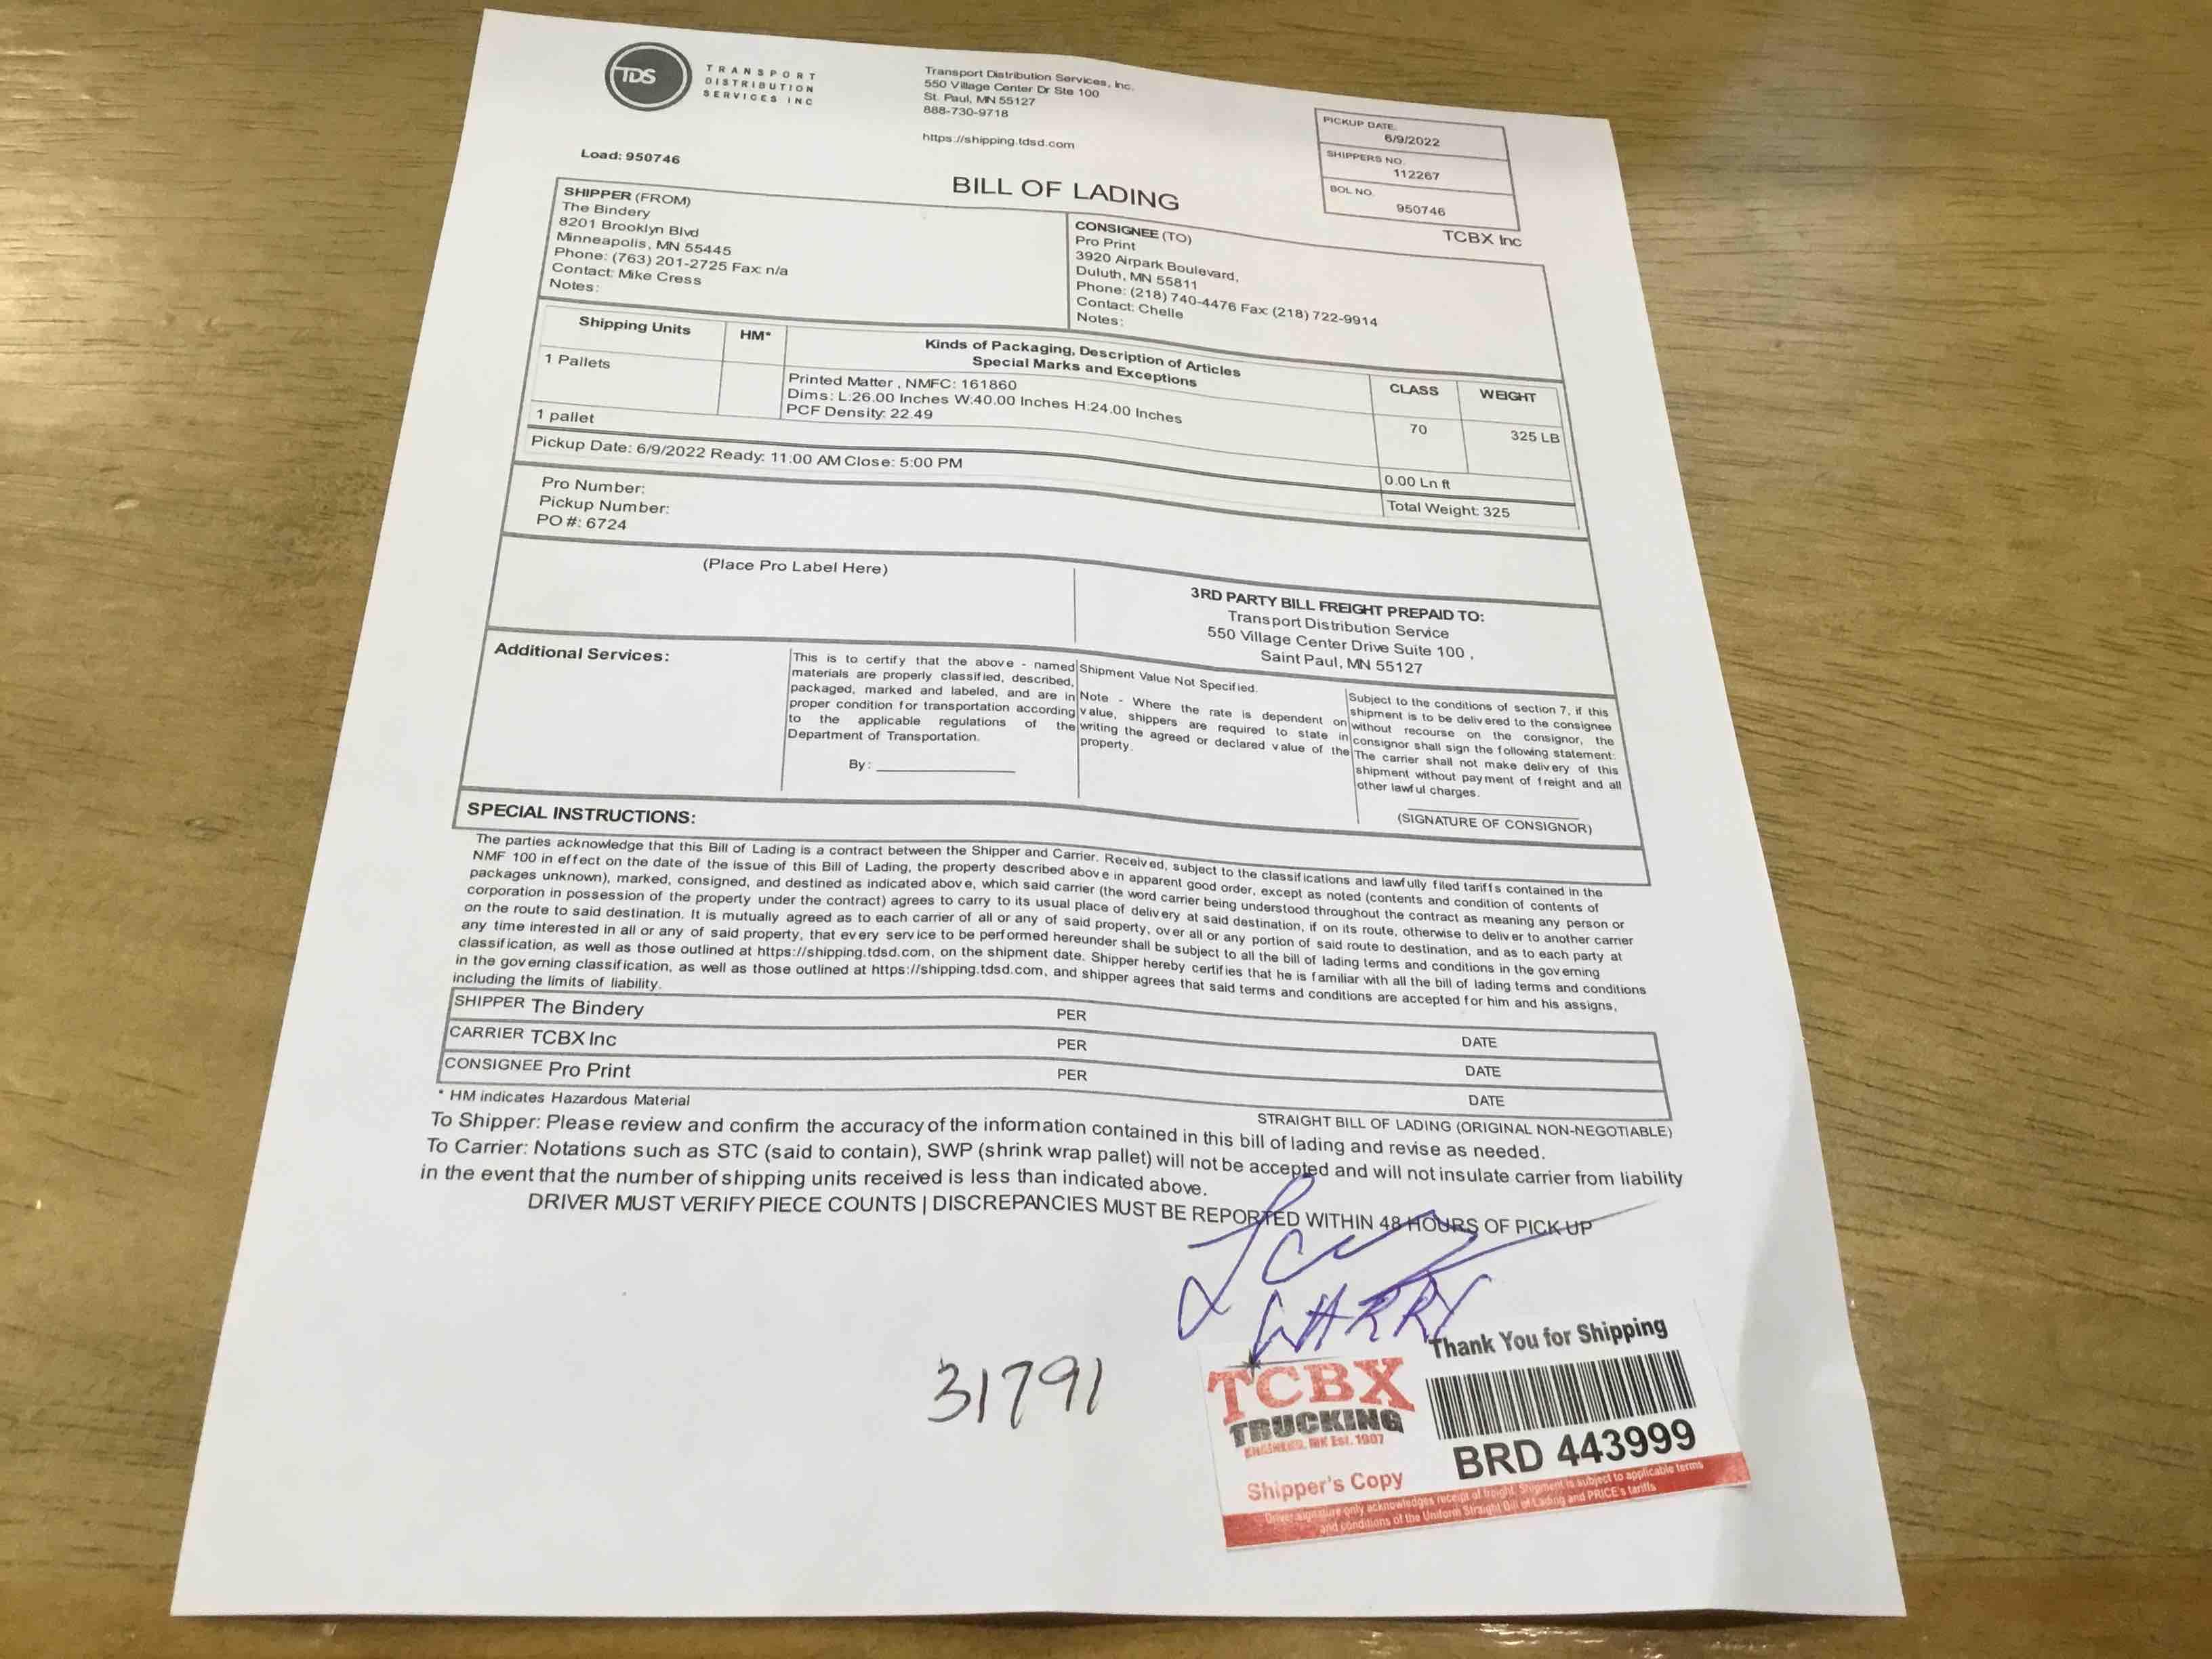 TDS
TRANSPORT
DISTRIBUTION
SERVICES INC
Transport Distribution Services, Inc.
550 Village Center Dr Ste 100
St. Paul, MN 55127
888-730-9718
https://shipping.tdsd.com
PICKUP DATE:
6/9/2022
SHIPPERS NO.
112267
BOL NO.
950746
TCBX Inc
Load: 950746
BILL OF LADING
SHIPPER (FROM)
The Bindery
8201 Brooklyn Blvd
Minneapolis, MN 55445
Phone: (763) 201-2725 Fax: n/a
Contact: Mike Cress
Notes:
CONSIGNEE (TO)
Pro Print
3920 Airpark Boulevard,
Duluth, MN 55811
Phone: (218) 740-4476 Fax: (218) 722-9914
Contact: Chelle
Notes:
Shipping Units
HM*
Kinds of Packaging, Description of Articles
Special Marks and Exceptions
CLASS
WEIGHT
1 Pallets
Printed Matter , NMFC: 161860
Dims: L:26.00 Inches W:40.00 Inches H:24.00 Inches
PCF Density: 22.49
70
325 LB
1 pallet
0.00 Ln ft
Pickup Date: 6/9/2022 Ready: 11:00 AM Close: 5:00 PM
Total Weight: 325
Pro Number:
Pickup Number:
PO #: 6724
(Place Pro Label Here)
3RD PARTY BILL FREIGHT PREPAID TO:
Transport Distribution Service
550 Village Center Drive Suite 100 ,
Saint Paul, MN 55127
Additional Services:
This is to certify that the above - named
materials are properly classified, described,
packaged, marked and labeled, and are in
proper condition for transportation according
to the applicable regulations of the
Department of Transportation.
By:
Shipment Value Not Specified.
Note - Where the rate is dependent on
value, shippers are required to state in
writing the agreed or declared value of the
property.
Subject to the conditions of section 7, if this
shipment is to be delivered to the consignee
without recourse on the consignor, the
consignor shall sign the following statement:
The carrier shall not make delivery of this
shipment without payment of freight and all
other lawful charges.
(SIGNATURE OF CONSIGNOR)
SPECIAL INSTRUCTIONS:
The parties acknowledge that this Bill of Lading is a contract between the Shipper and Carrier. Received, subject to the classifications and lawfully filed tariffs contained in the
NMF 100 in effect on the date of the issue of this Bill of Lading, the property described above in apparent good order, except as noted (contents and condition of contents of
packages unknown), marked, consigned, and destined as indicated above, which said carrier (the word carrier being understood throughout the contract as meaning any person or
corporation in possession of the property under the contract) agrees to carry to its usual place of delivery at said destination, if on its route, otherwise to deliver to another carrier
on the route to said destination. It is mutually agreed as to each carrier of all or any of said property, over all or any portion of said route to destination, and as to each party at
any time interested in all or any of said property, that every service to be performed hereunder shall be subject to all the bill of lading terms and conditions in the governing
classification, as well as those outlined at https://shipping.tdsd.com, on the shipment date. Shipper hereby certifies that he is familiar with all the bill of lading terms and conditions
in the governing classification, as well as those outlined at https://shipping.tdsd.com, and shipper agrees that said terms and conditions are accepted for him and his assigns,
including the limits of liability.
SHIPPER The Bindery PER DATE
CARRIER TCBX Inc PER DATE
CONSIGNEE Pro Print PER DATE
* HM indicates Hazardous Material
STRAIGHT BILL OF LADING (ORIGINAL NON-NEGOTIABLE)
To Shipper: Please review and confirm the accuracy of the information contained in this bill of lading and revise as needed.
To Carrier: Notations such as STC (said to contain), SWP (shrink wrap pallet) will not be accepted and will not insulate carrier from liability
in the event that the number of shipping units received is less than indicated above.
DRIVER MUST VERIFY PIECE COUNTS | DISCREPANCIES MUST BE REPORTED WITHIN 48 HOURS OF PICK UP
31791
Thank You for Shipping
TCBX
TRUCKING
Est. 1907
BRD 443999
Shipper's Copy
Driver signature only acknowledges receipt of freight. Shipment is subject to applicable terms
and conditions of the Uniform Straight Bill of Lading and PRICE's tariffs